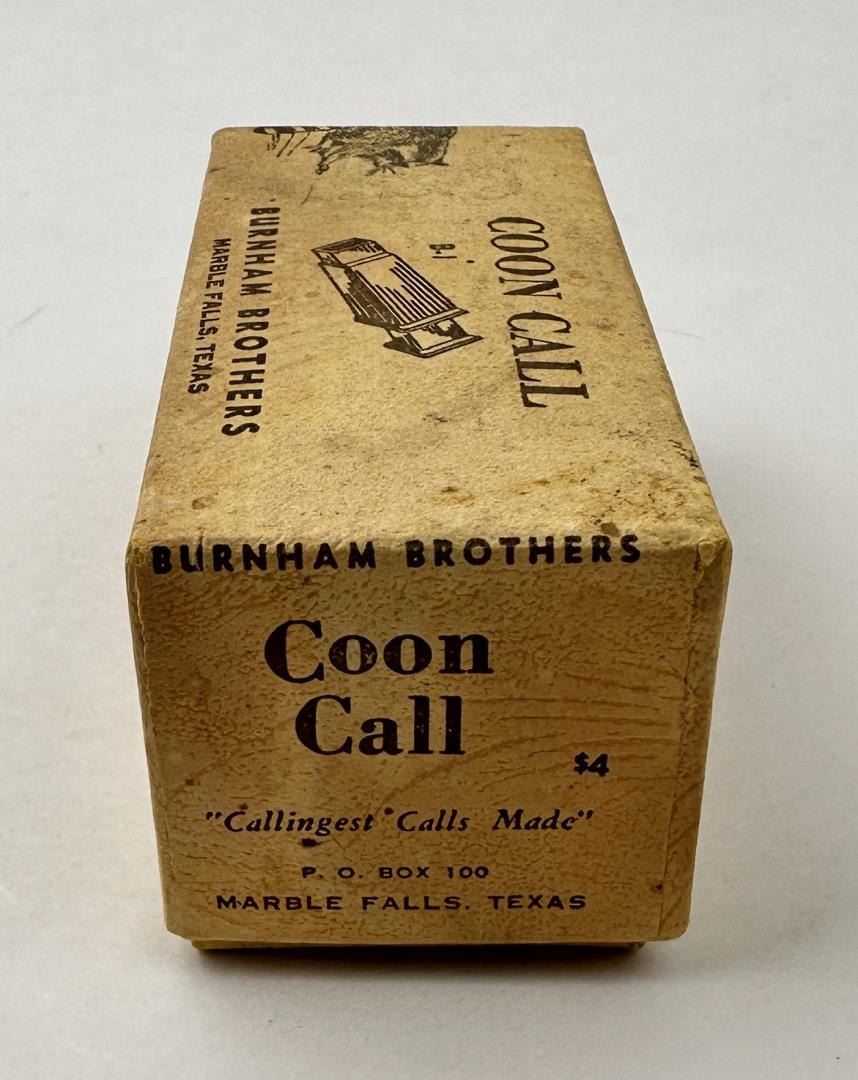 COON CALL
B-1
BURNHAM BROTHERS
MARBLE FALLS, TEXAS
BURNHAM BROTHERS
Coon
Call
$4
"Callingest Calls Made"
P. O. BOX 100
MARBLE FALLS, TEXAS